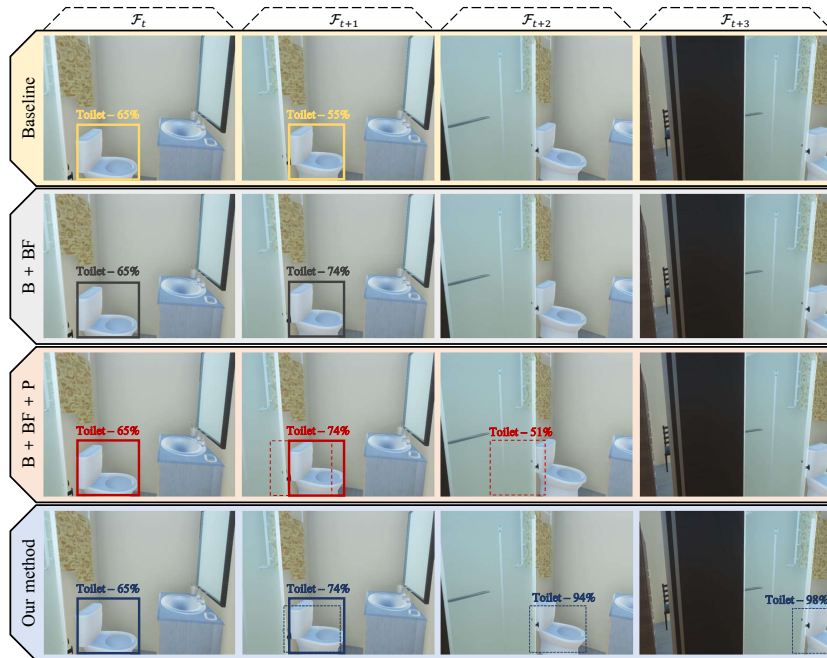 𝓕t
𝓕t+1
𝓕t+2
𝓕t+3
Baseline
Toilet – 65%
Toilet – 55%
B + BF
Toilet – 65%
Toilet – 74%
B + BF + P
Toilet – 65%
Toilet – 74%
Toilet – 51%
Our method
Toilet – 65%
Toilet – 74%
Toilet – 94%
Toilet – 98%